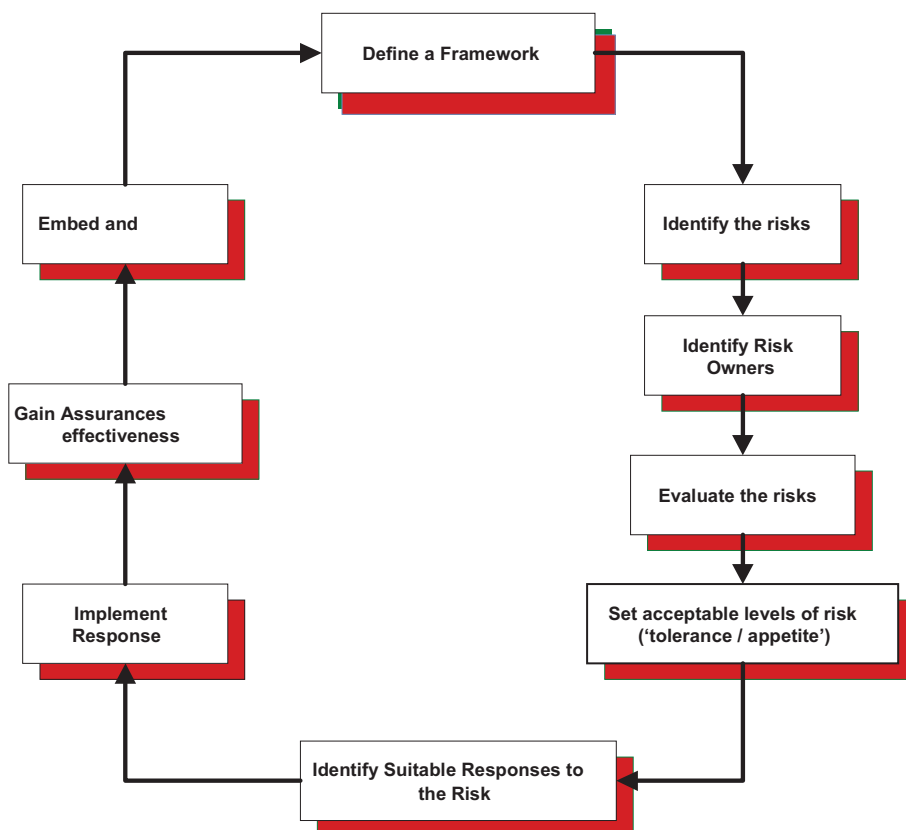 Define a Framework
Identify the risks
Identify Risk
Owners
Evaluate the risks
Set acceptable levels of risk
(‘tolerance / appetite’)
Identify Suitable Responses to
the Risk
Implement
Response
Gain Assurances
effectiveness
Embed and